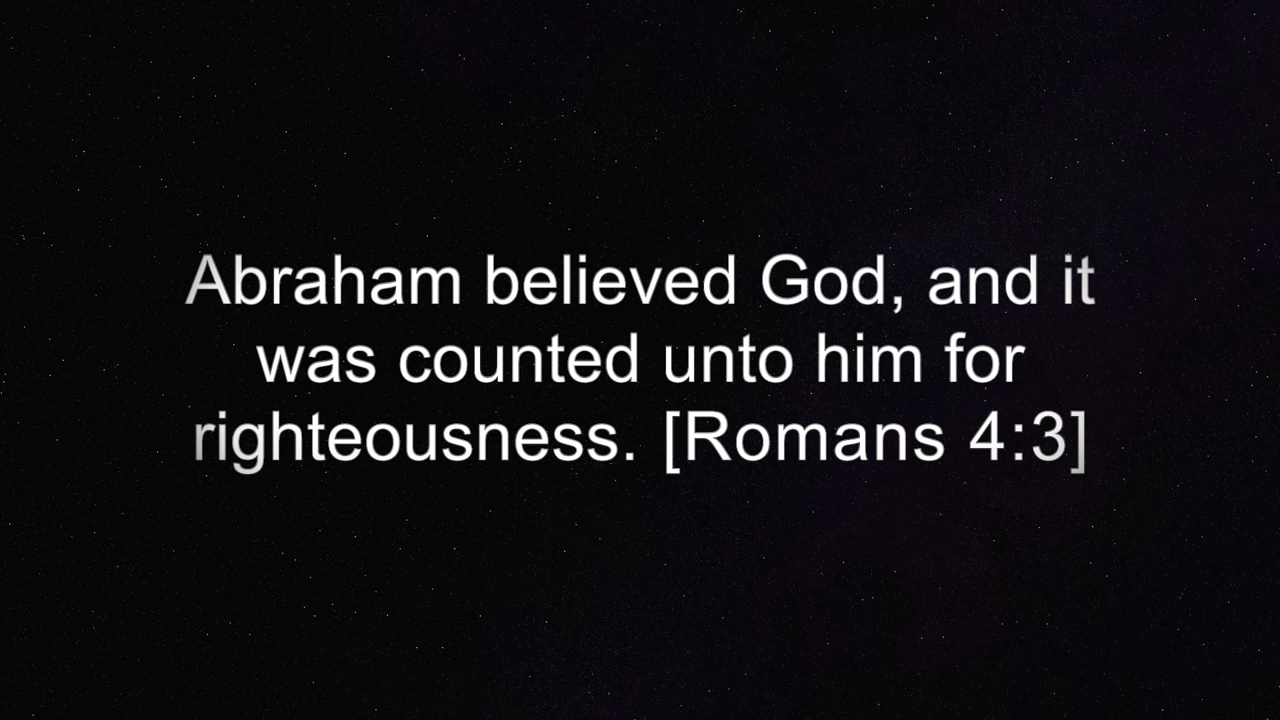 Abraham believed God, and it
was counted unto him for
righteousness. [Romans 4:3]